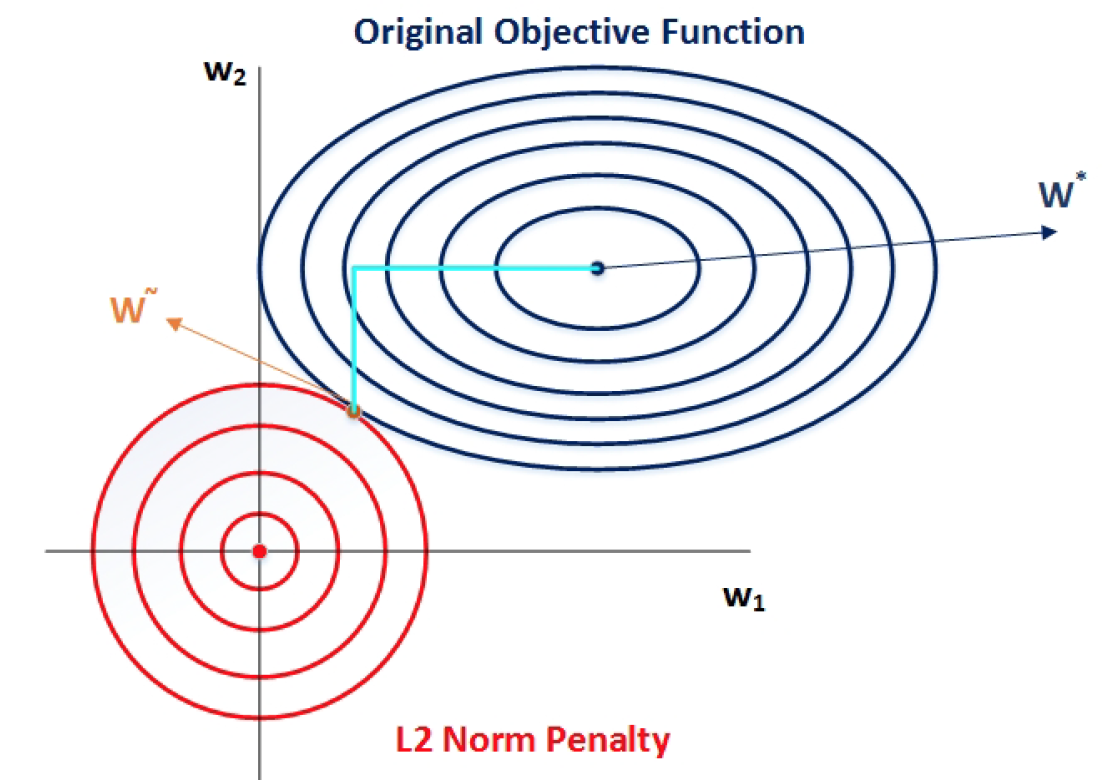 Original Objective Function
w₂
W*
W˜
w₁
L2 Norm Penalty